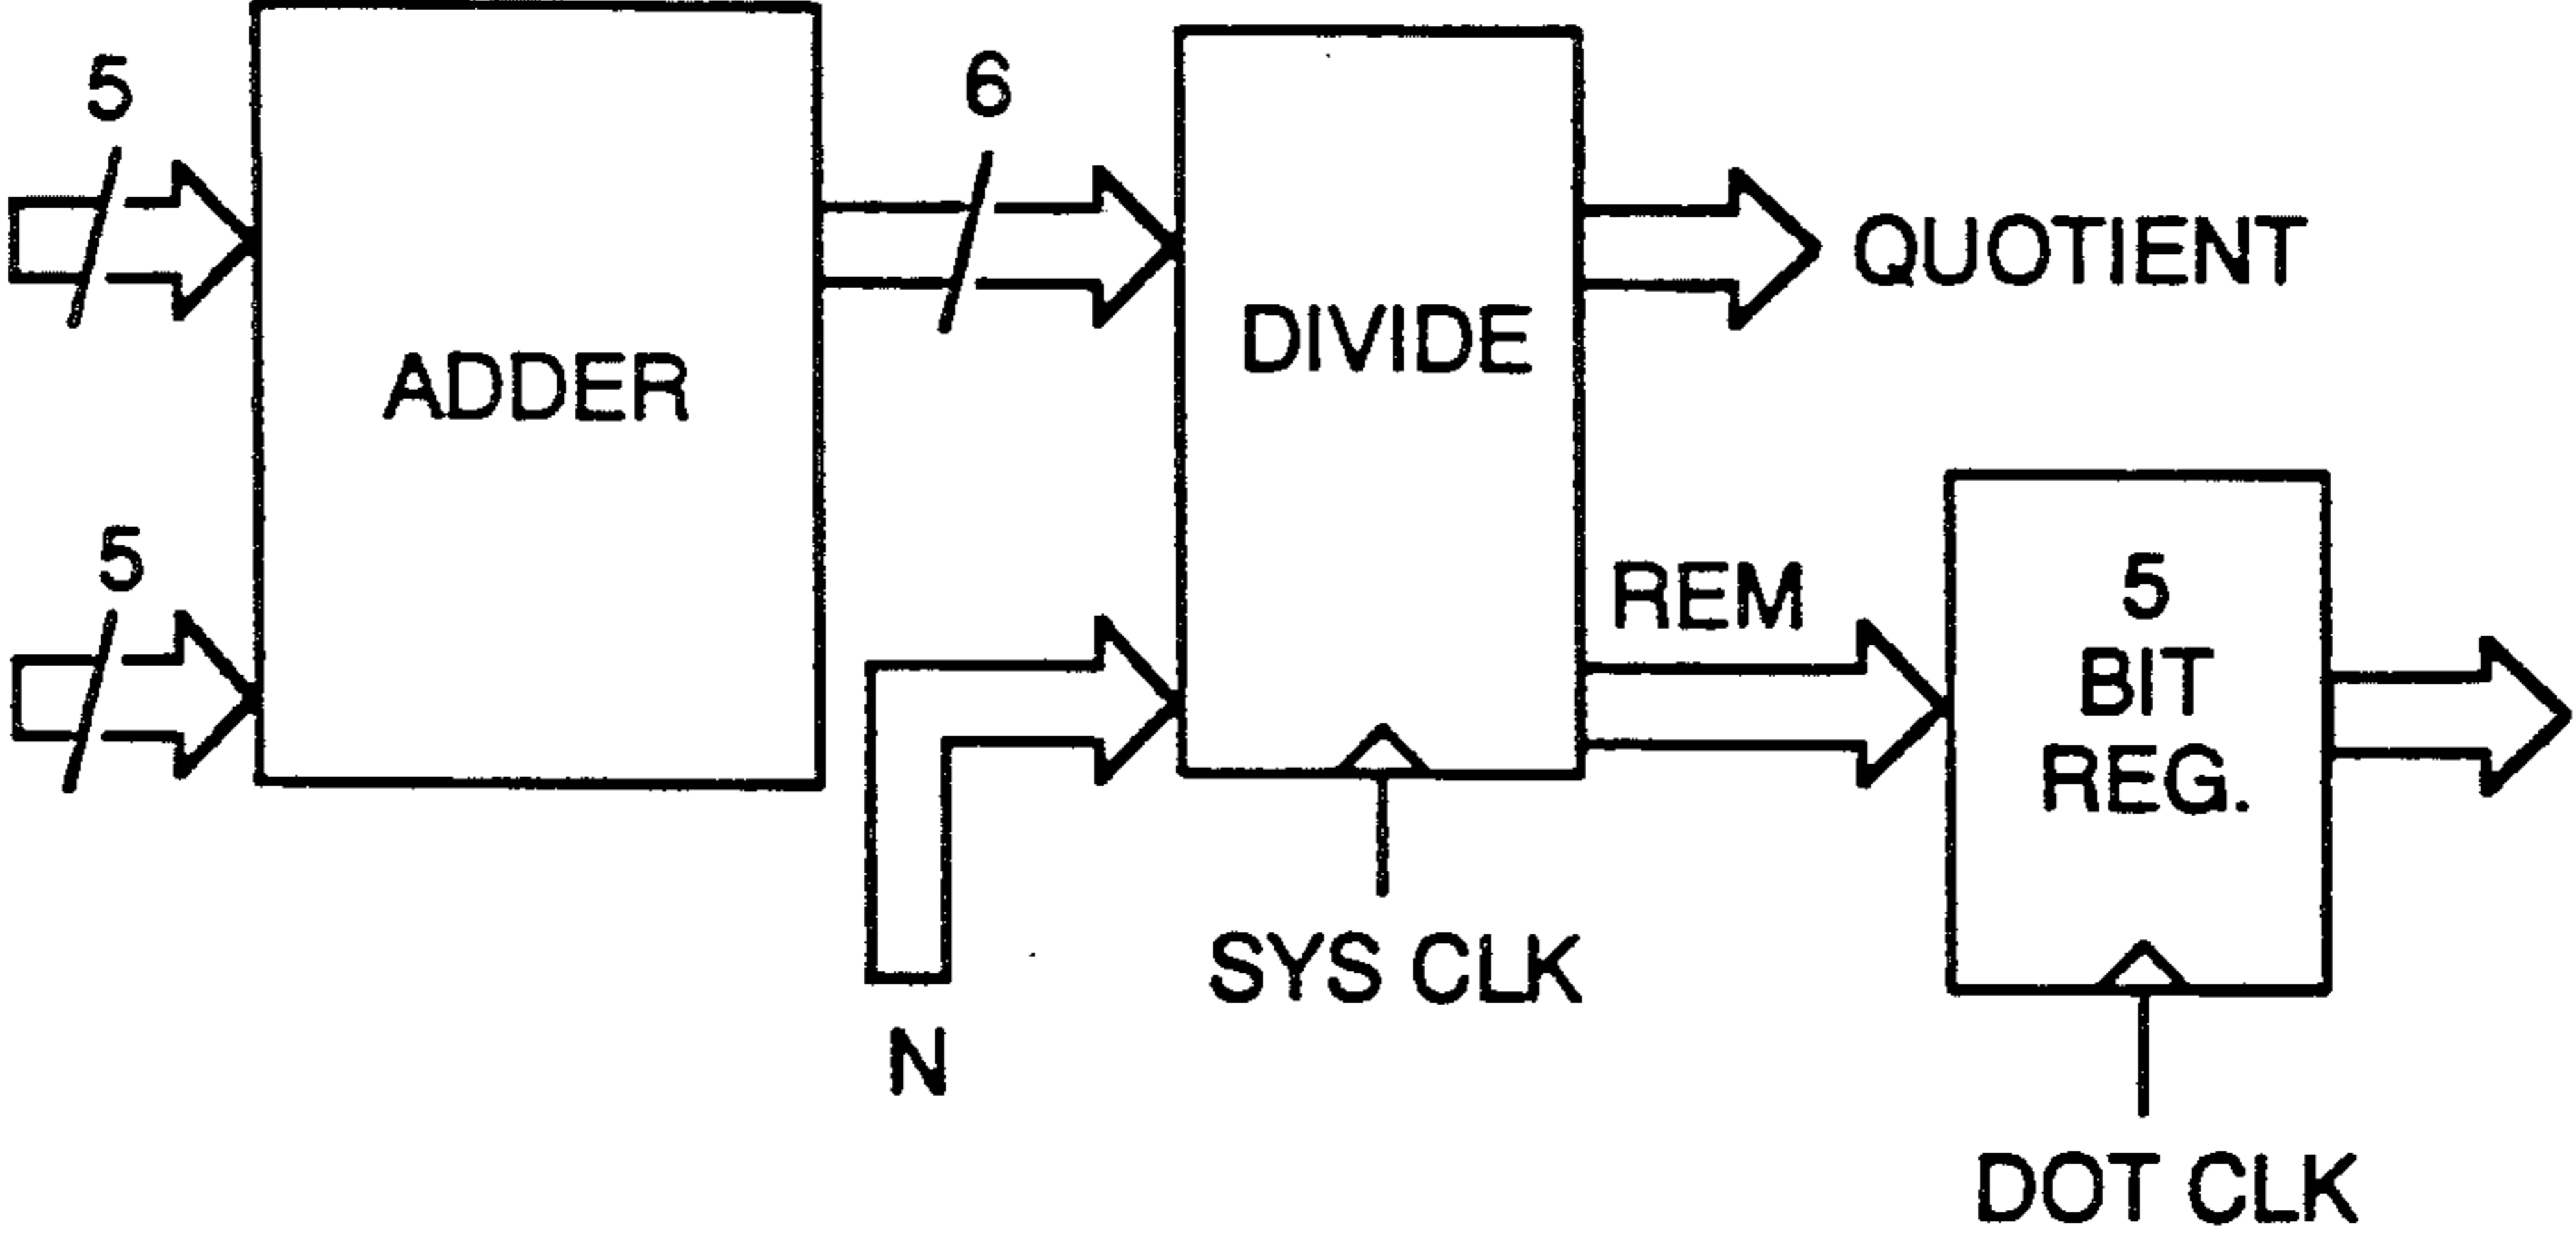 5
6
ADDER
DIVIDE
QUOTIENT
5
REM
5
BIT
REG.
N
SYS CLK
DOT CLK